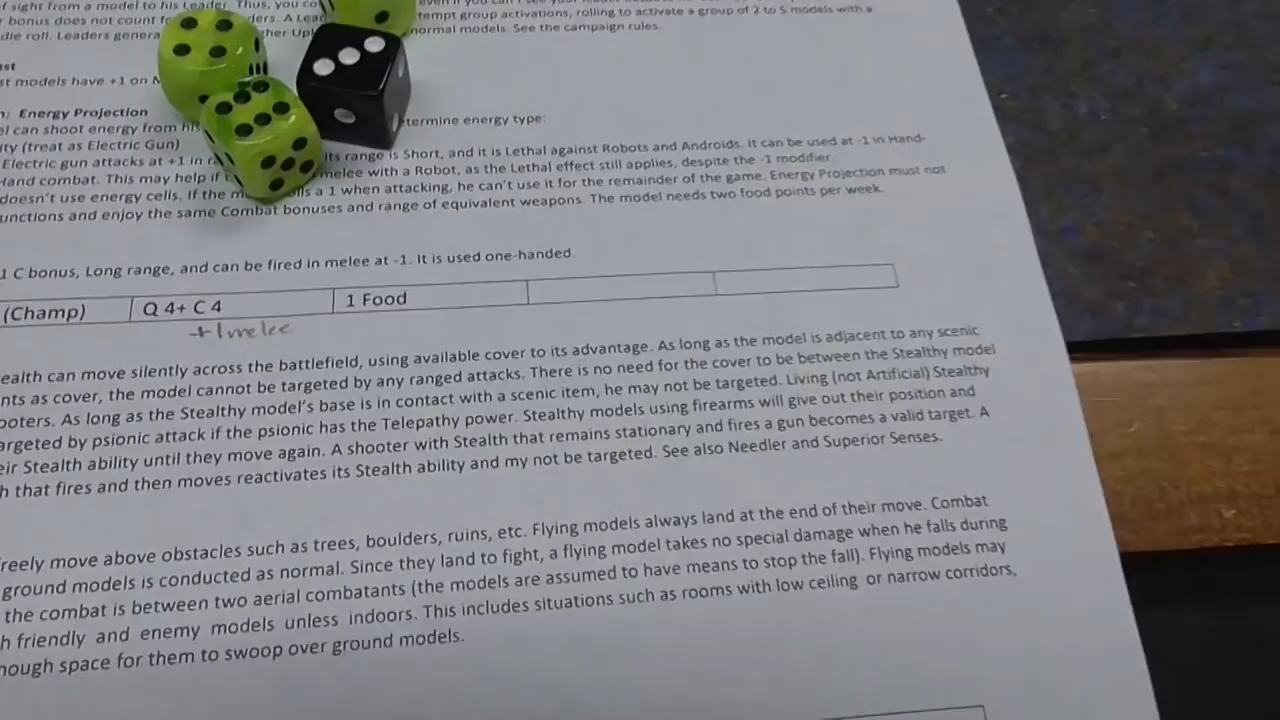 f sight from a model to his Leader. Thus, you co
bonus does not count f ders. A Lead tempt group activations, rolling to activate a group of 2 to 5 models with a
die roll. Leaders genera gher Up normal models. See the campaign rules.
st models have +1 on
: Energy Projection
el can shoot energy from his termine energy type:
ity (treat as Electric Gun)
Electric gun attacks at +1 in r its range is Short, and it is Lethal against Robots and Androids. It can be used at -1 in Hand-
Hand combat. This may help if melee with a Robot, as the Lethal effect still applies, despite the -1 modifier.
doesn't use energy cells. If the m lls a 1 when attacking, he can't use it for the remainder of the game. Energy Projection must not
unctions and enjoy the same Combat bonuses and range of equivalent weapons. The model needs two food points per week.
1 C bonus, Long range, and can be fired in melee at -1. It is used one-handed.
(Champ) Q 4+ C 4 1 Food
+1 melee
ealth can move silently across the battlefield, using available cover to its advantage. As long as the model is adjacent to any scenic
nts as cover, the model cannot be targeted by any ranged attacks. There is no need for the cover to be between the Stealthy model
ooters. As long as the Stealthy model's base is in contact with a scenic item, he may not be targeted. Living (not Artificial) Stealthy
argeted by psionic attack if the psionic has the Telepathy power. Stealthy models using firearms will give out their position and
eir Stealth ability until they move again. A shooter with Stealth that remains stationary and fires a gun becomes a valid target. A
h that fires and then moves reactivates its Stealth ability and my not be targeted. See also Needler and Superior Senses.
reely move above obstacles such as trees, boulders, ruins, etc. Flying models always land at the end of their move. Combat
ground models is conducted as normal. Since they land to fight, a flying model takes no special damage when he falls during
the combat is between two aerial combatants (the models are assumed to have means to stop the fall). Flying models may
h friendly and enemy models unless indoors. This includes situations such as rooms with low ceiling or narrow corridors,
nough space for them to swoop over ground models.